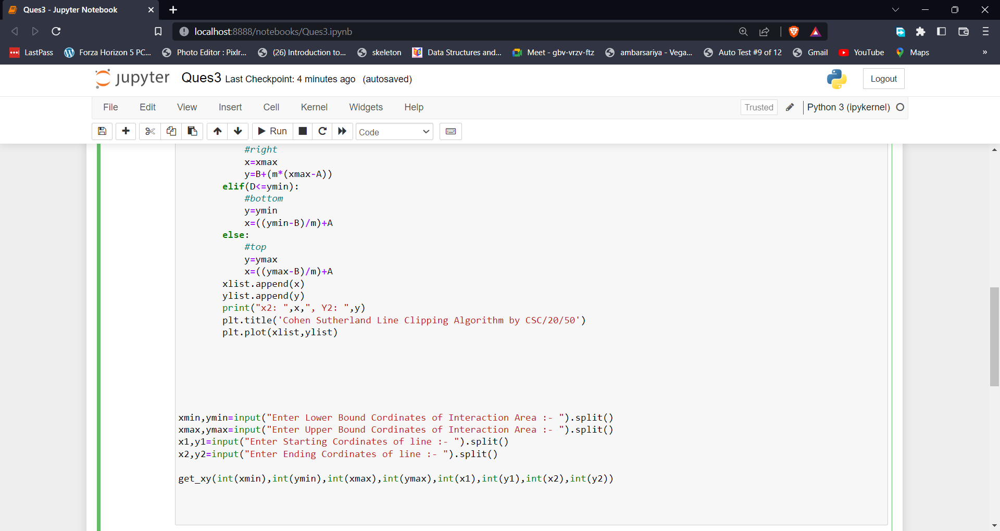 Ques3 - Jupyter Notebook
localhost:8888/notebooks/Ques3.ipynb
LastPass Forza Horizon 5 PC... Photo Editor : Pixlr... (26) Introduction to... skeleton Data Structures and... Meet - gbv-vrzv-ftz ambarsariya - Vega... Auto Test #9 of 12 Gmail YouTube Maps »
jupyter Ques3 Last Checkpoint: 4 minutes ago (autosaved) Logout
File Edit View Insert Cell Kernel Widgets Help Trusted Python 3 (ipykernel)
Run Code
#right
x=xmax
y=B+(m*(xmax-A))
elif(D<=ymin):
#bottom
y=ymin
x=((ymin-B)/m)+A
else:
#top
y=ymax
x=((ymax-B)/m)+A
xlist.append(x)
ylist.append(y)
print("x2: ",x,", Y2: ",y)
plt.title('Cohen Sutherland Line Clipping Algorithm by CSC/20/50')
plt.plot(xlist,ylist)
xmin,ymin=input("Enter Lower Bound Cordinates of Interaction Area :- ").split()
xmax,ymax=input("Enter Upper Bound Cordinates of Interaction Area :- ").split()
x1,y1=input("Enter Starting Cordinates of line :- ").split()
x2,y2=input("Enter Ending Cordinates of line :- ").split()
get_xy(int(xmin),int(ymin),int(xmax),int(ymax),int(x1),int(y1),int(x2),int(y2))